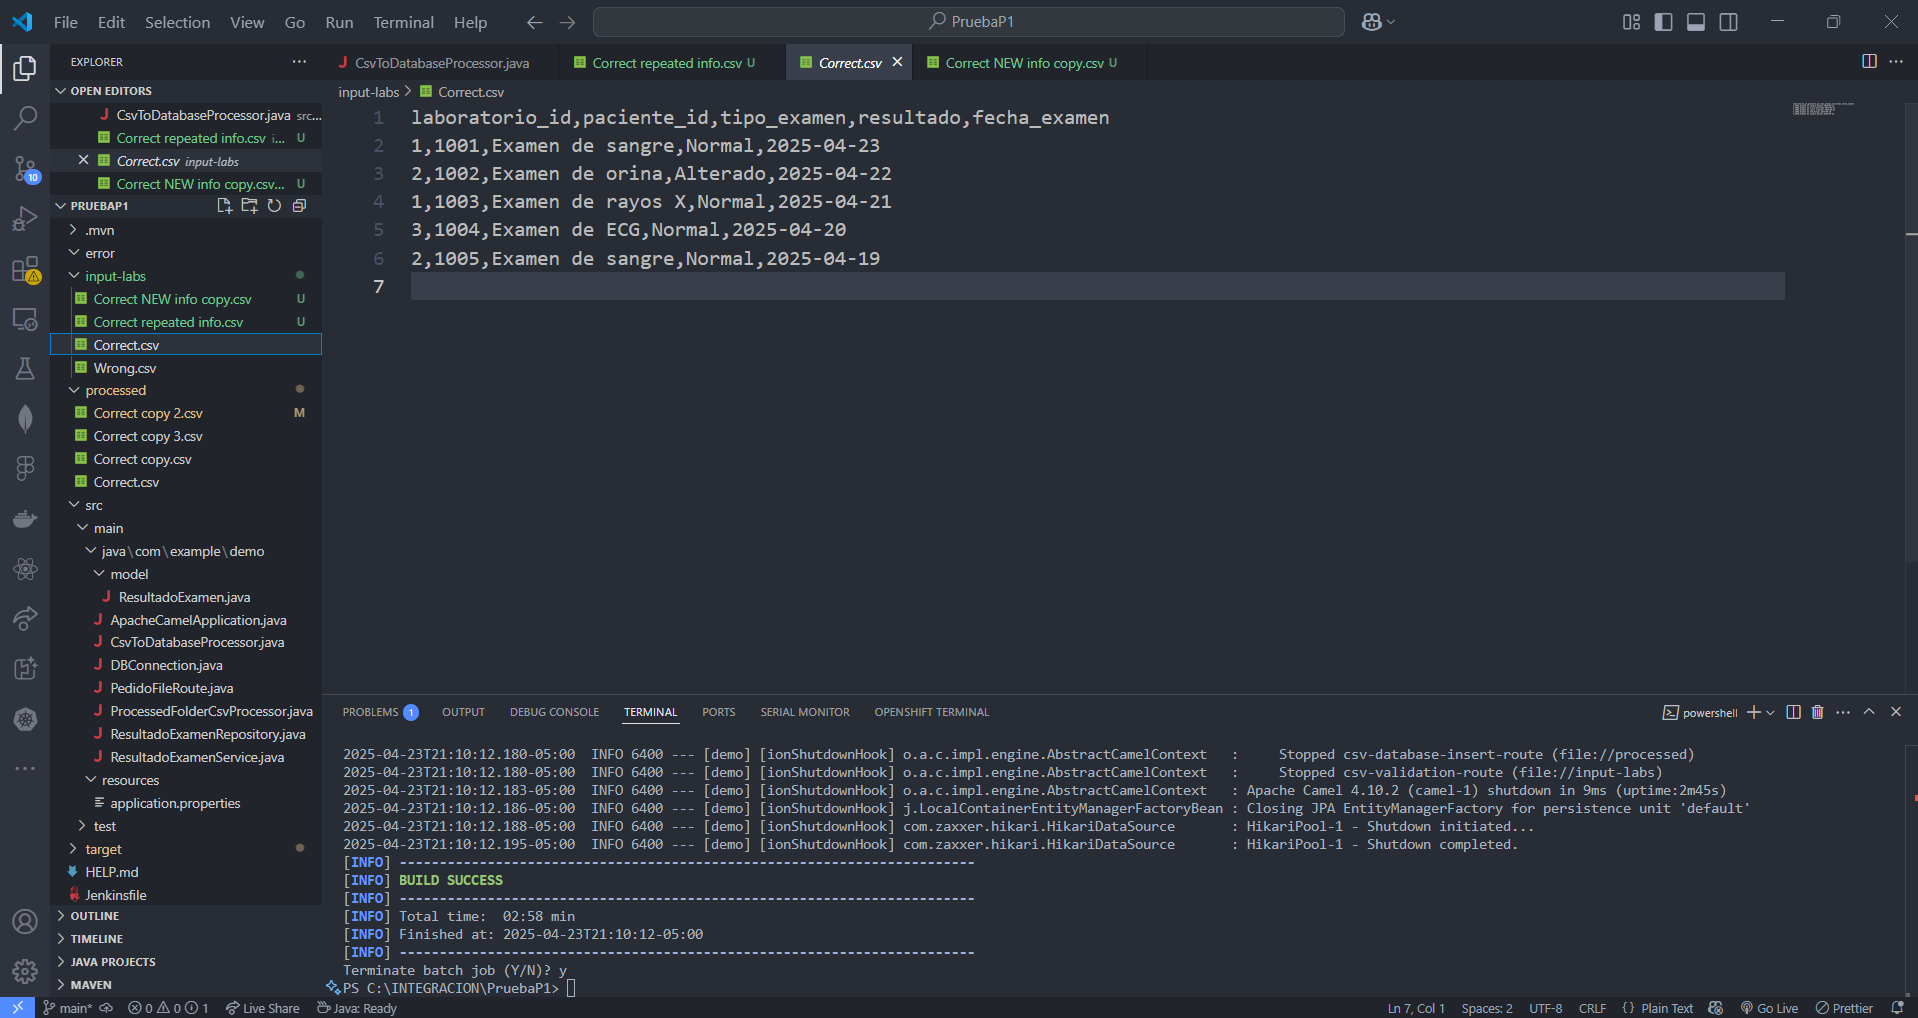 File Edit Selection View Go Run Terminal Help
PruebaP1
EXPLORER
OPEN EDITORS
CsvToDatabaseProcessor.java src...
Correct repeated info.csv i... U
Correct.csv input-labs
Correct NEW info copy.csv... U
PRUEBAP1
.mvn
error
input-labs
Correct NEW info copy.csv U
Correct repeated info.csv U
Correct.csv
Wrong.csv
processed
Correct copy 2.csv M
Correct copy 3.csv
Correct copy.csv
Correct.csv
src
main
java\com\example\demo
model
ResultadoExamen.java
ApacheCamelApplication.java
CsvToDatabaseProcessor.java
DBConnection.java
PedidoFileRoute.java
ProcessedFolderCsvProcessor.java
ResultadoExamenRepository.java
ResultadoExamenService.java
resources
application.properties
test
target
HELP.md
Jenkinsfile
OUTLINE
TIMELINE
JAVA PROJECTS
MAVEN
10
CsvToDatabaseProcessor.java
Correct repeated info.csv U
Correct.csv
Correct NEW info copy.csv U
input-labs > Correct.csv
1 laboratorio_id,paciente_id,tipo_examen,resultado,fecha_examen
2 1,1001,Examen de sangre,Normal,2025-04-23
3 2,1002,Examen de orina,Alterado,2025-04-22
4 1,1003,Examen de rayos X,Normal,2025-04-21
5 3,1004,Examen de ECG,Normal,2025-04-20
6 2,1005,Examen de sangre,Normal,2025-04-19
7
PROBLEMS 1 OUTPUT DEBUG CONSOLE TERMINAL PORTS SERIAL MONITOR OPENSHIFT TERMINAL
powershell
2025-04-23T21:10:12.180-05:00 INFO 6400 --- [demo] [ionShutdownHook] o.a.c.impl.engine.AbstractCamelContext : Stopped csv-database-insert-route (file://processed)
2025-04-23T21:10:12.180-05:00 INFO 6400 --- [demo] [ionShutdownHook] o.a.c.impl.engine.AbstractCamelContext : Stopped csv-validation-route (file://input-labs)
2025-04-23T21:10:12.183-05:00 INFO 6400 --- [demo] [ionShutdownHook] o.a.c.impl.engine.AbstractCamelContext : Apache Camel 4.10.2 (camel-1) shutdown in 9ms (uptime:2m45s)
2025-04-23T21:10:12.186-05:00 INFO 6400 --- [demo] [ionShutdownHook] j.LocalContainerEntityManagerFactoryBean : Closing JPA EntityManagerFactory for persistence unit 'default'
2025-04-23T21:10:12.188-05:00 INFO 6400 --- [demo] [ionShutdownHook] com.zaxxer.hikari.HikariDataSource : HikariPool-1 - Shutdown initiated...
2025-04-23T21:10:12.195-05:00 INFO 6400 --- [demo] [ionShutdownHook] com.zaxxer.hikari.HikariDataSource : HikariPool-1 - Shutdown completed.
[INFO] ------------------------------------------------------------------------
[INFO] BUILD SUCCESS
[INFO] ------------------------------------------------------------------------
[INFO] Total time: 02:58 min
[INFO] Finished at: 2025-04-23T21:10:12-05:00
[INFO] ------------------------------------------------------------------------
Terminate batch job (Y/N)? y
PS C:\INTEGRACION\PruebaP1>
main* 0 0 1 Live Share Java: Ready Ln 7, Col 1 Spaces: 2 UTF-8 CRLF {} Plain Text Go Live Prettier